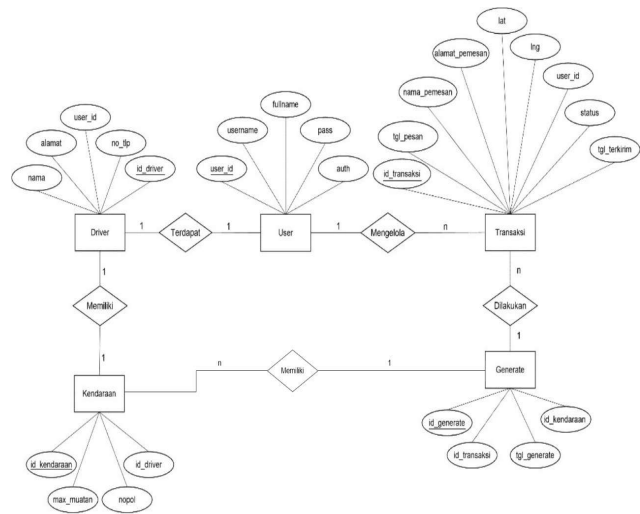 lat
lng
alamat_pemesan
user_id
nama_pemesan
fullname
status
user_id
username
pass
alamat
no_tlp
tgl_pesan
tgl_terkirim
nama
id_driver
user_id
auth
id_transaksi
Driver
1
Terdapat
1
User
1
Mengelola
n
Transaksi
1
n
Memiliki
Dilakukan
1
n
Memiliki
1
1
Kendaraan
Generate
id_generate
id_kendaraan
id_kendaraan
id_driver
id_transaksi
tgl_generate
max_muatan
nopol